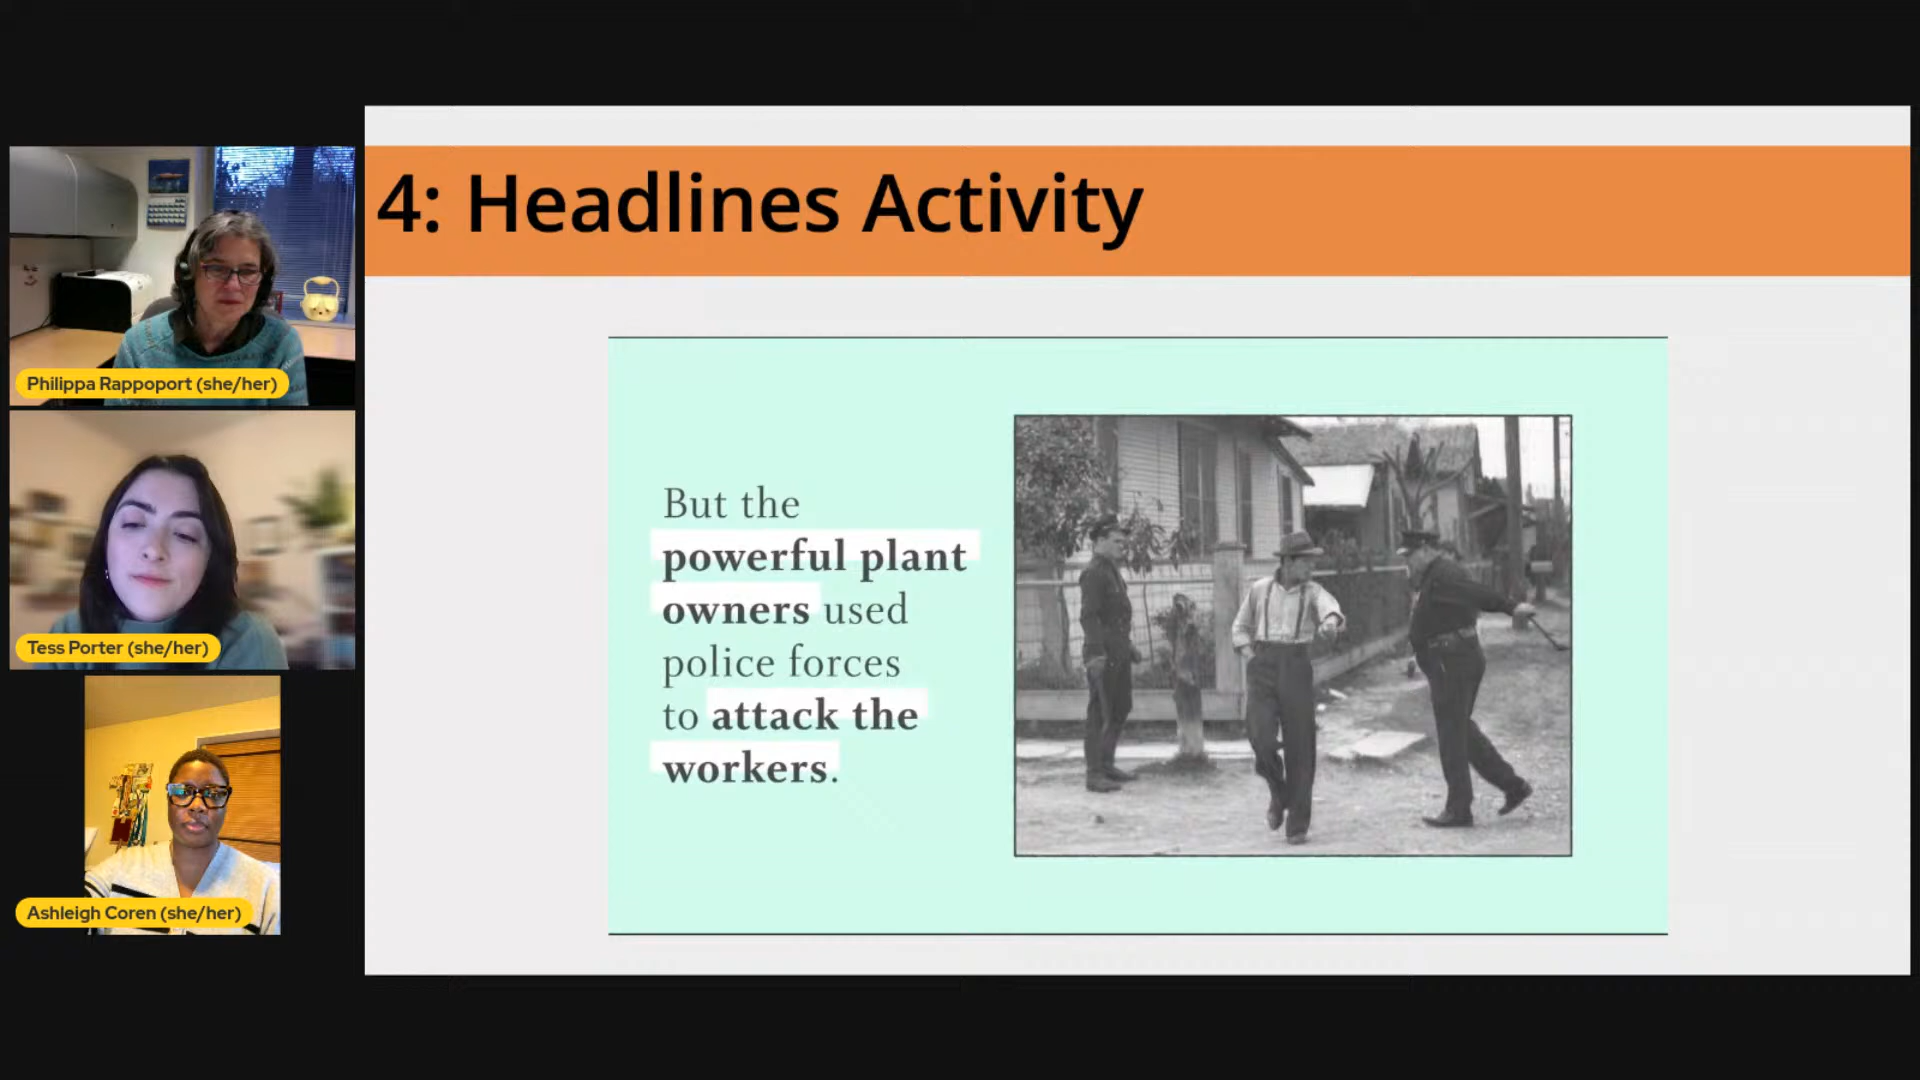 4: Headlines Activity
Philippa Rappoport (she/her)
Tess Porter (she/her)
Ashleigh Coren (she/her)
But the
powerful plant
owners used
police forces
to attack the
workers.